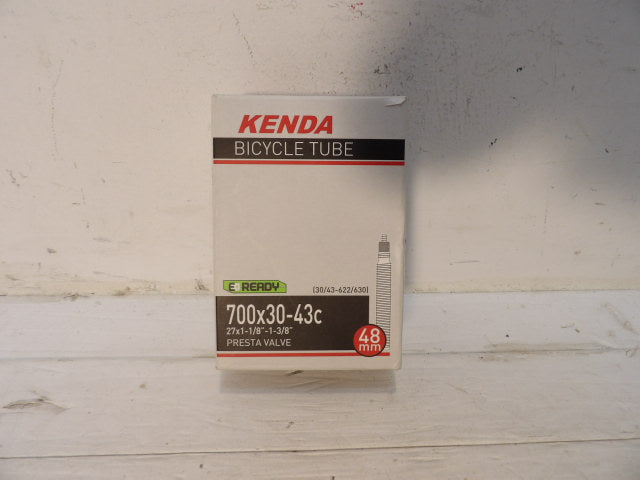 KENDA
BICYCLE TUBE
E READY
(30/43-622/630)
700x30-43c
27x1-1/8"-1-3/8"
PRESTA VALVE
48
mm